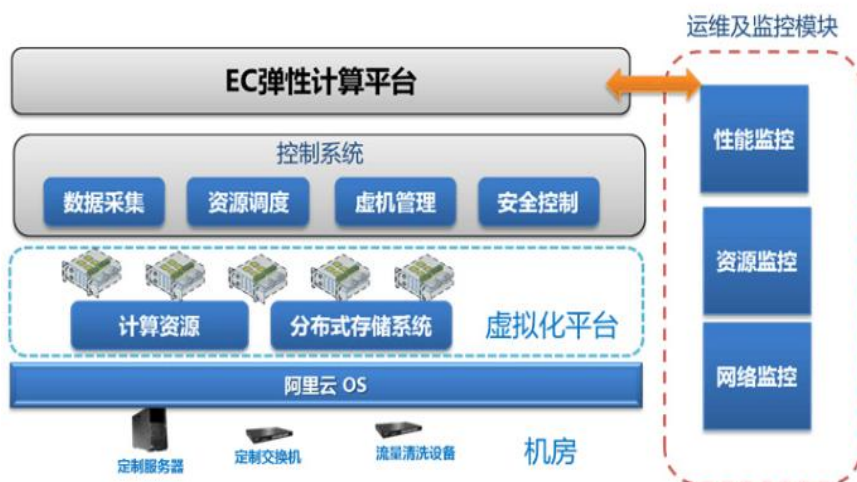 运维及监控模块
EC弹性计算平台
性能监控
控制系统
数据采集
资源调度
虚机管理
安全控制
资源监控
计算资源
分布式存储系统
虚拟化平台
网络监控
阿里云 OS
定制服务器
定制交换机
流量清洗设备
机房